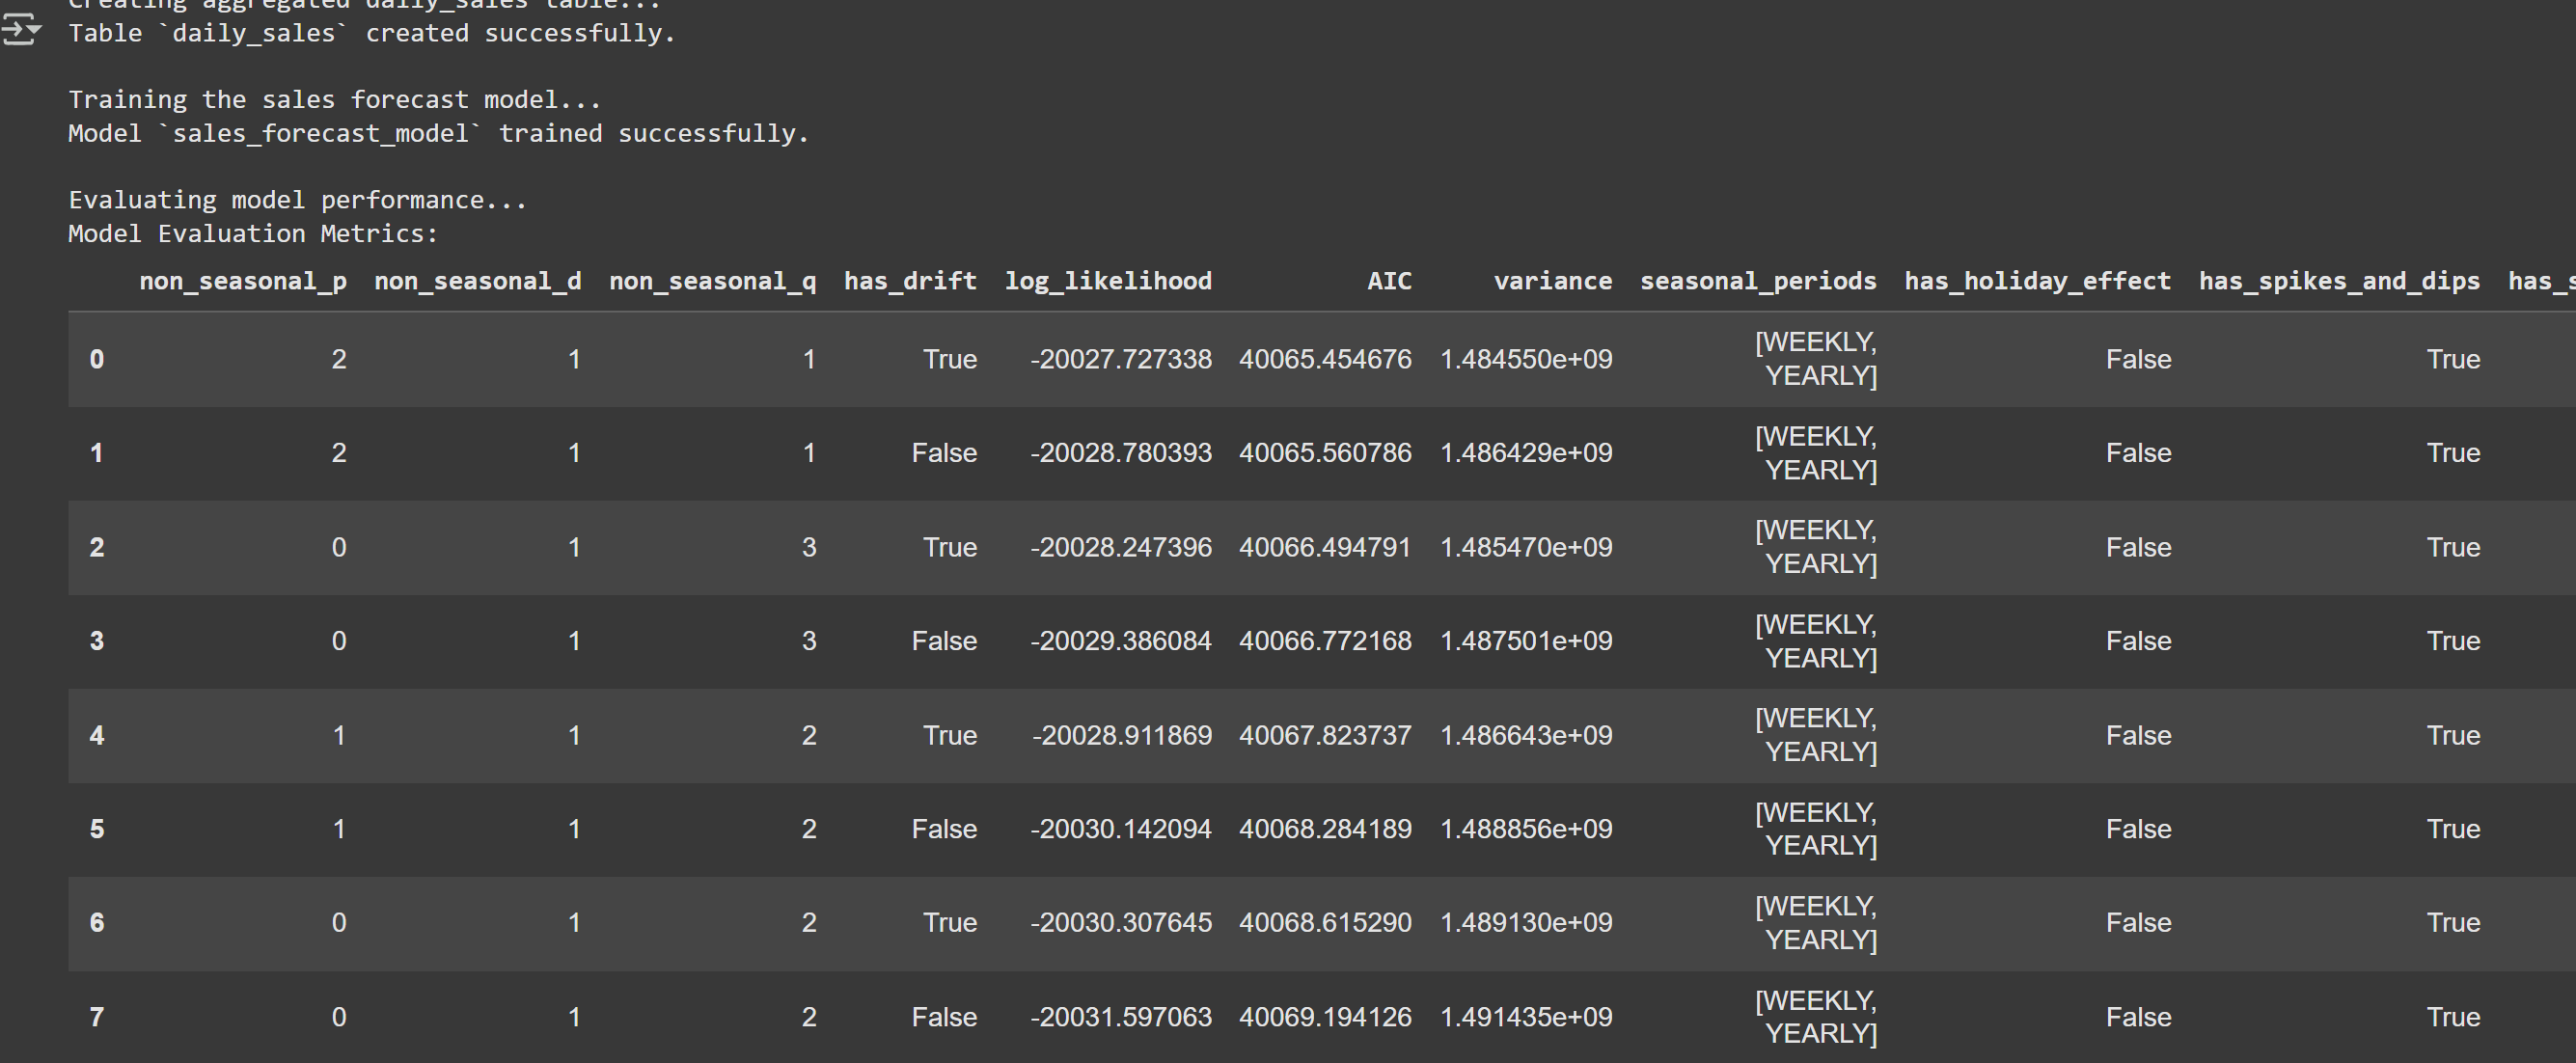 Creating aggregated daily_sales table...
Table `daily_sales` created successfully.
Training the sales forecast model...
Model `sales_forecast_model` trained successfully.
Evaluating model performance...
Model Evaluation Metrics:
non_seasonal_p non_seasonal_d non_seasonal_q has_drift log_likelihood AIC variance seasonal_periods has_holiday_effect has_spikes_and_dips has_s
0 2 1 1 True -20027.727338 40065.454676 1.484550e+09 [WEEKLY, YEARLY] False True
1 2 1 1 False -20028.780393 40065.560786 1.486429e+09 [WEEKLY, YEARLY] False True
2 0 1 3 True -20028.247396 40066.494791 1.485470e+09 [WEEKLY, YEARLY] False True
3 0 1 3 False -20029.386084 40066.772168 1.487501e+09 [WEEKLY, YEARLY] False True
4 1 1 2 True -20028.911869 40067.823737 1.486643e+09 [WEEKLY, YEARLY] False True
5 1 1 2 False -20030.142094 40068.284189 1.488856e+09 [WEEKLY, YEARLY] False True
6 0 1 2 True -20030.307645 40068.615290 1.489130e+09 [WEEKLY, YEARLY] False True
7 0 1 2 False -20031.597063 40069.194126 1.491435e+09 [WEEKLY, YEARLY] False True